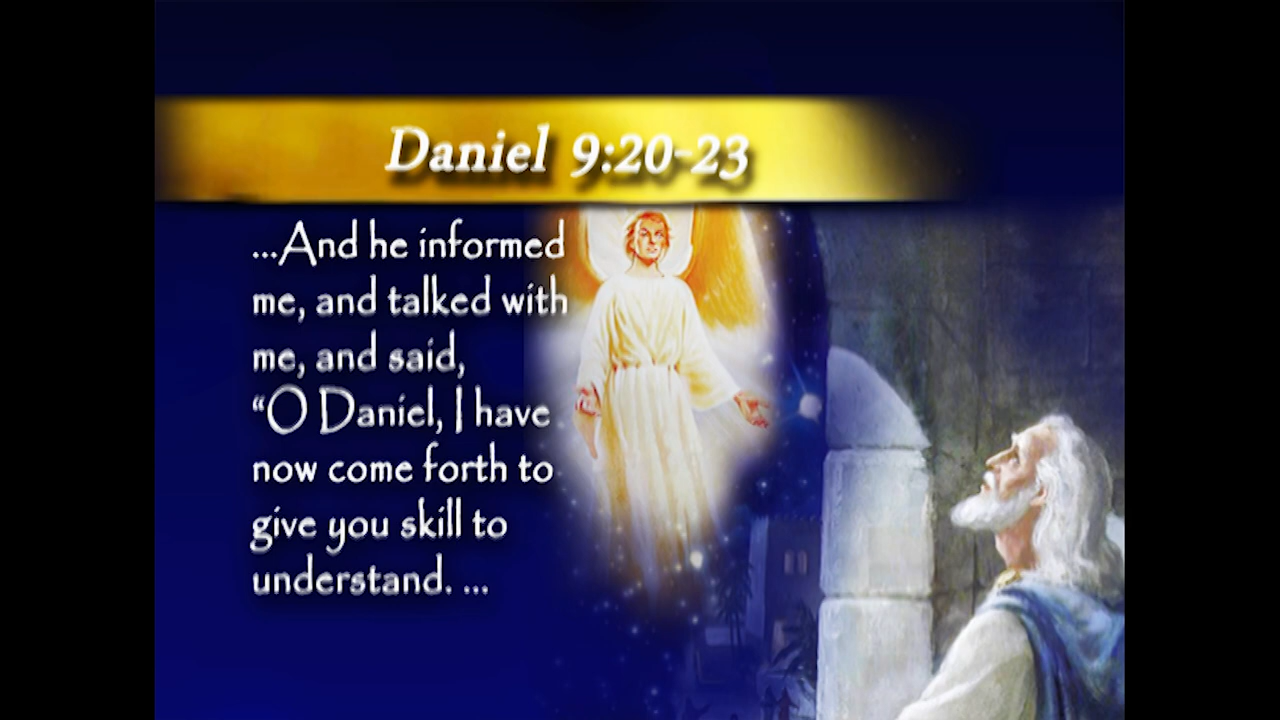 Daniel 9:20-23
...And he informed
me, and talked with
me, and said,
“O Daniel, I have
now come forth to
give you skill to
understand. ...